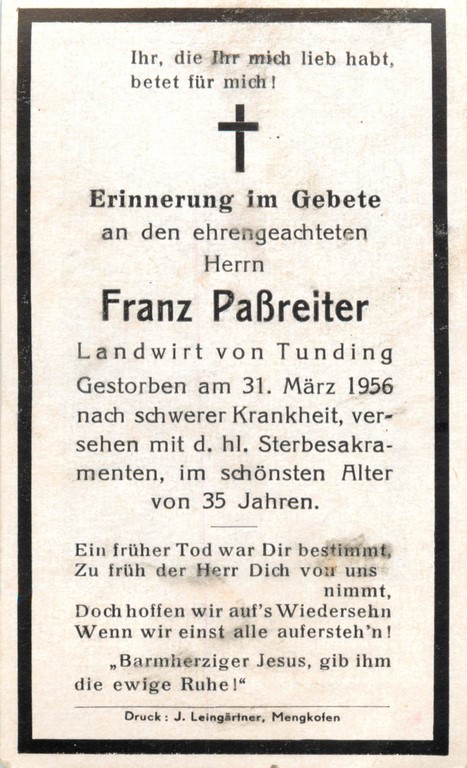 Ihr, die Ihr mich lieb habt,
betet für mich!
Erinnerung im Gebete
an den ehrengeachteten
Herrn
Franz Paßreiter
Landwirt von Tunding
Gestorben am 31. März 1956
nach schwerer Krankheit, ver-
sehen mit d. hl. Sterbesakra-
menten, im schönsten Alter
von 35 Jahren.
Ein früher Tod war Dir bestimmt,
Zu früh der Herr Dich von uns
nimmt,
Doch hoffen wir auf's Wiedersehn
Wenn wir einst alle aufersteh'n!
„Barmherziger Jesus, gib ihm
die ewige Ruhe!“
Druck: J. Leingärtner, Mengkofen